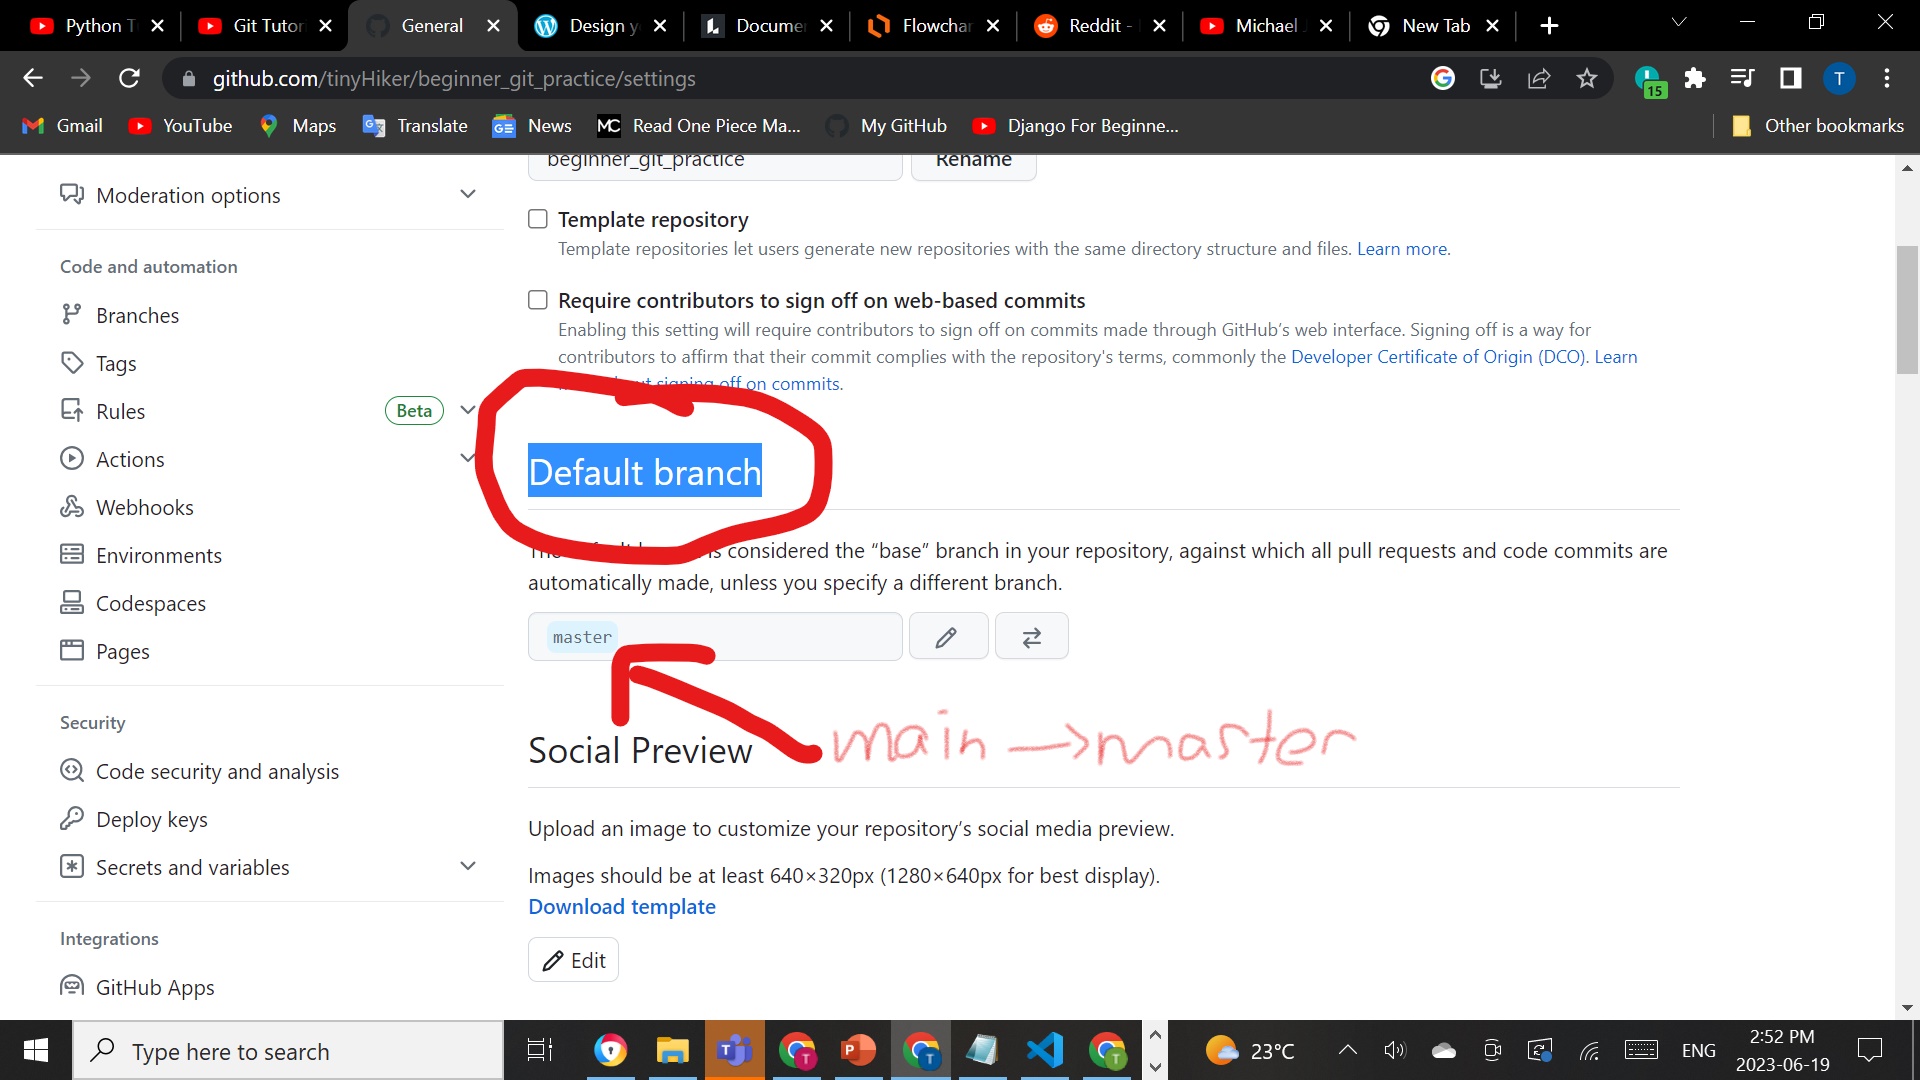 Python T
Git Tutor
General
Design y
Docume
Flowchar
Reddit -
Michael
New Tab
github.com/tinyHiker/beginner_git_practice/settings
15
T
Gmail
YouTube
Maps
Translate
News
MC
Read One Piece Ma...
My GitHub
Django For Beginne...
Other bookmarks
Moderation options
Code and automation
Branches
Tags
Rules
Beta
Actions
Webhooks
Environments
Codespaces
Pages
Security
Code security and analysis
Deploy keys
Secrets and variables
Integrations
GitHub Apps
beginner_git_practice
Rename
Template repository
Template repositories let users generate new repositories with the same directory structure and files. Learn more.
Require contributors to sign off on web-based commits
Enabling this setting will require contributors to sign off on commits made through GitHub’s web interface. Signing off is a way for
contributors to affirm that their commit complies with the repository's terms, commonly the Developer Certificate of Origin (DCO). Learn
signing off on commits.
Default branch
is considered the “base” branch in your repository, against which all pull requests and code commits are
automatically made, unless you specify a different branch.
master
main → master
Social Preview
Upload an image to customize your repository’s social media preview.
Images should be at least 640×320px (1280×640px for best display).
Download template
Edit
Type here to search
23°C
ENG
2:52 PM
2023-06-19